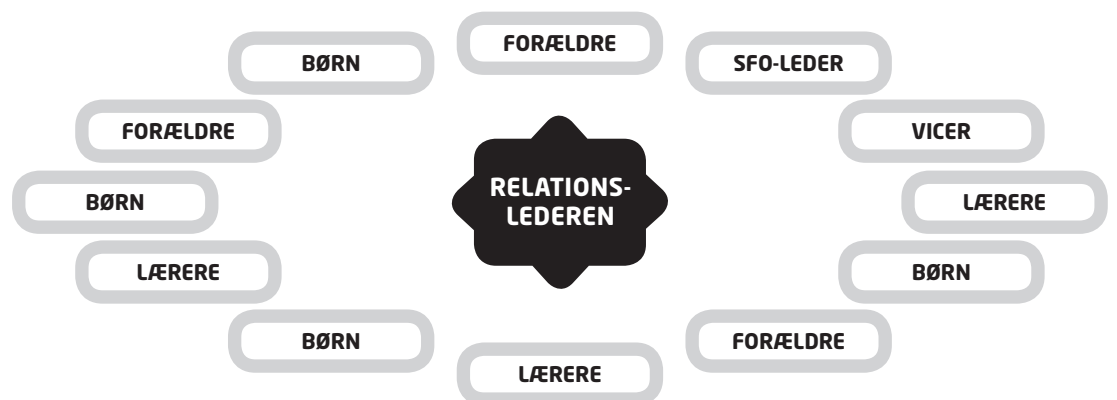 FORÆLDRE
BØRN
SFO-LEDER
FORÆLDRE
VICER
RELATIONS-
LEDEREN
BØRN
LÆRERE
LÆRERE
BØRN
BØRN
FORÆLDRE
LÆRERE